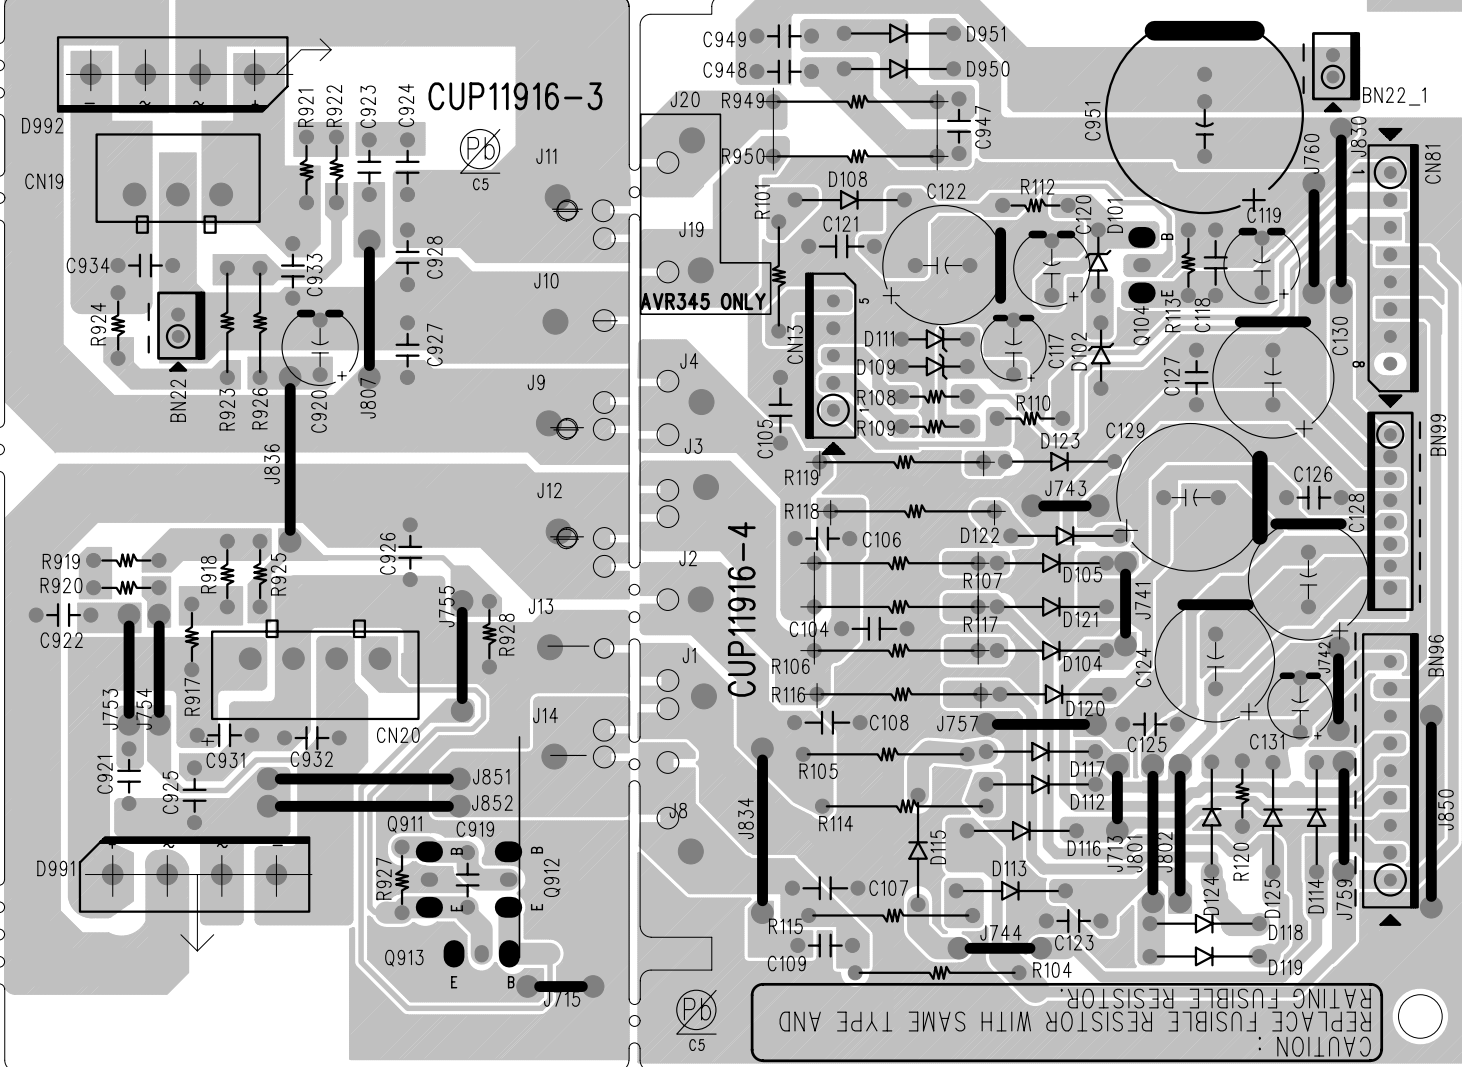 CUP11916-3
Pb
C5
D992
CN19
R921
R922
C923
C924
J11
C934
R924
BN22
R923
R926
C933
C920
J807
C928
C927
J10
J9
J836
J12
R919
R920
C922
R918
R925
C926
J755
R928
J13
J753
J754
R917
C931
C932
CN20
J14
C921
C925
J851
J852
D991
Q911
C919
B
B
R927
Q912
E
E
Q913
E
B
J715
C949
C948
J20
R949
R950
D951
D950
C947
C951
BN22_1
J830
J760
CN81
1
8
J19
R101
D108
C121
C122
R112
C120
D101
B
C119
AVR345 ONLY
CN13
5
1
D111
D109
R108
R109
C117
D102
Q104
E
R113
C118
C130
C127
J4
J3
C105
R110
D123
C129
R119
J743
C126
C128
BN99
R118
D122
C106
J2
CUP11916-4
R107
D105
D121
J741
C104
R117
R106
D104
C124
J742
BN96
J1
R116
D120
C108
J757
C125
C131
R105
D117
D112
J8
J834
R114
D115
D116
J713
J801
J802
R120
D124
D125
D114
J759
J850
D113
C107
R115
J744
C123
D118
D119
C109
R104
Pb
C5
CAUTION :
REPLACE FUSIBLE RESISTOR WITH SAME TYPE AND
RATING FUSIBLE RESISTOR.